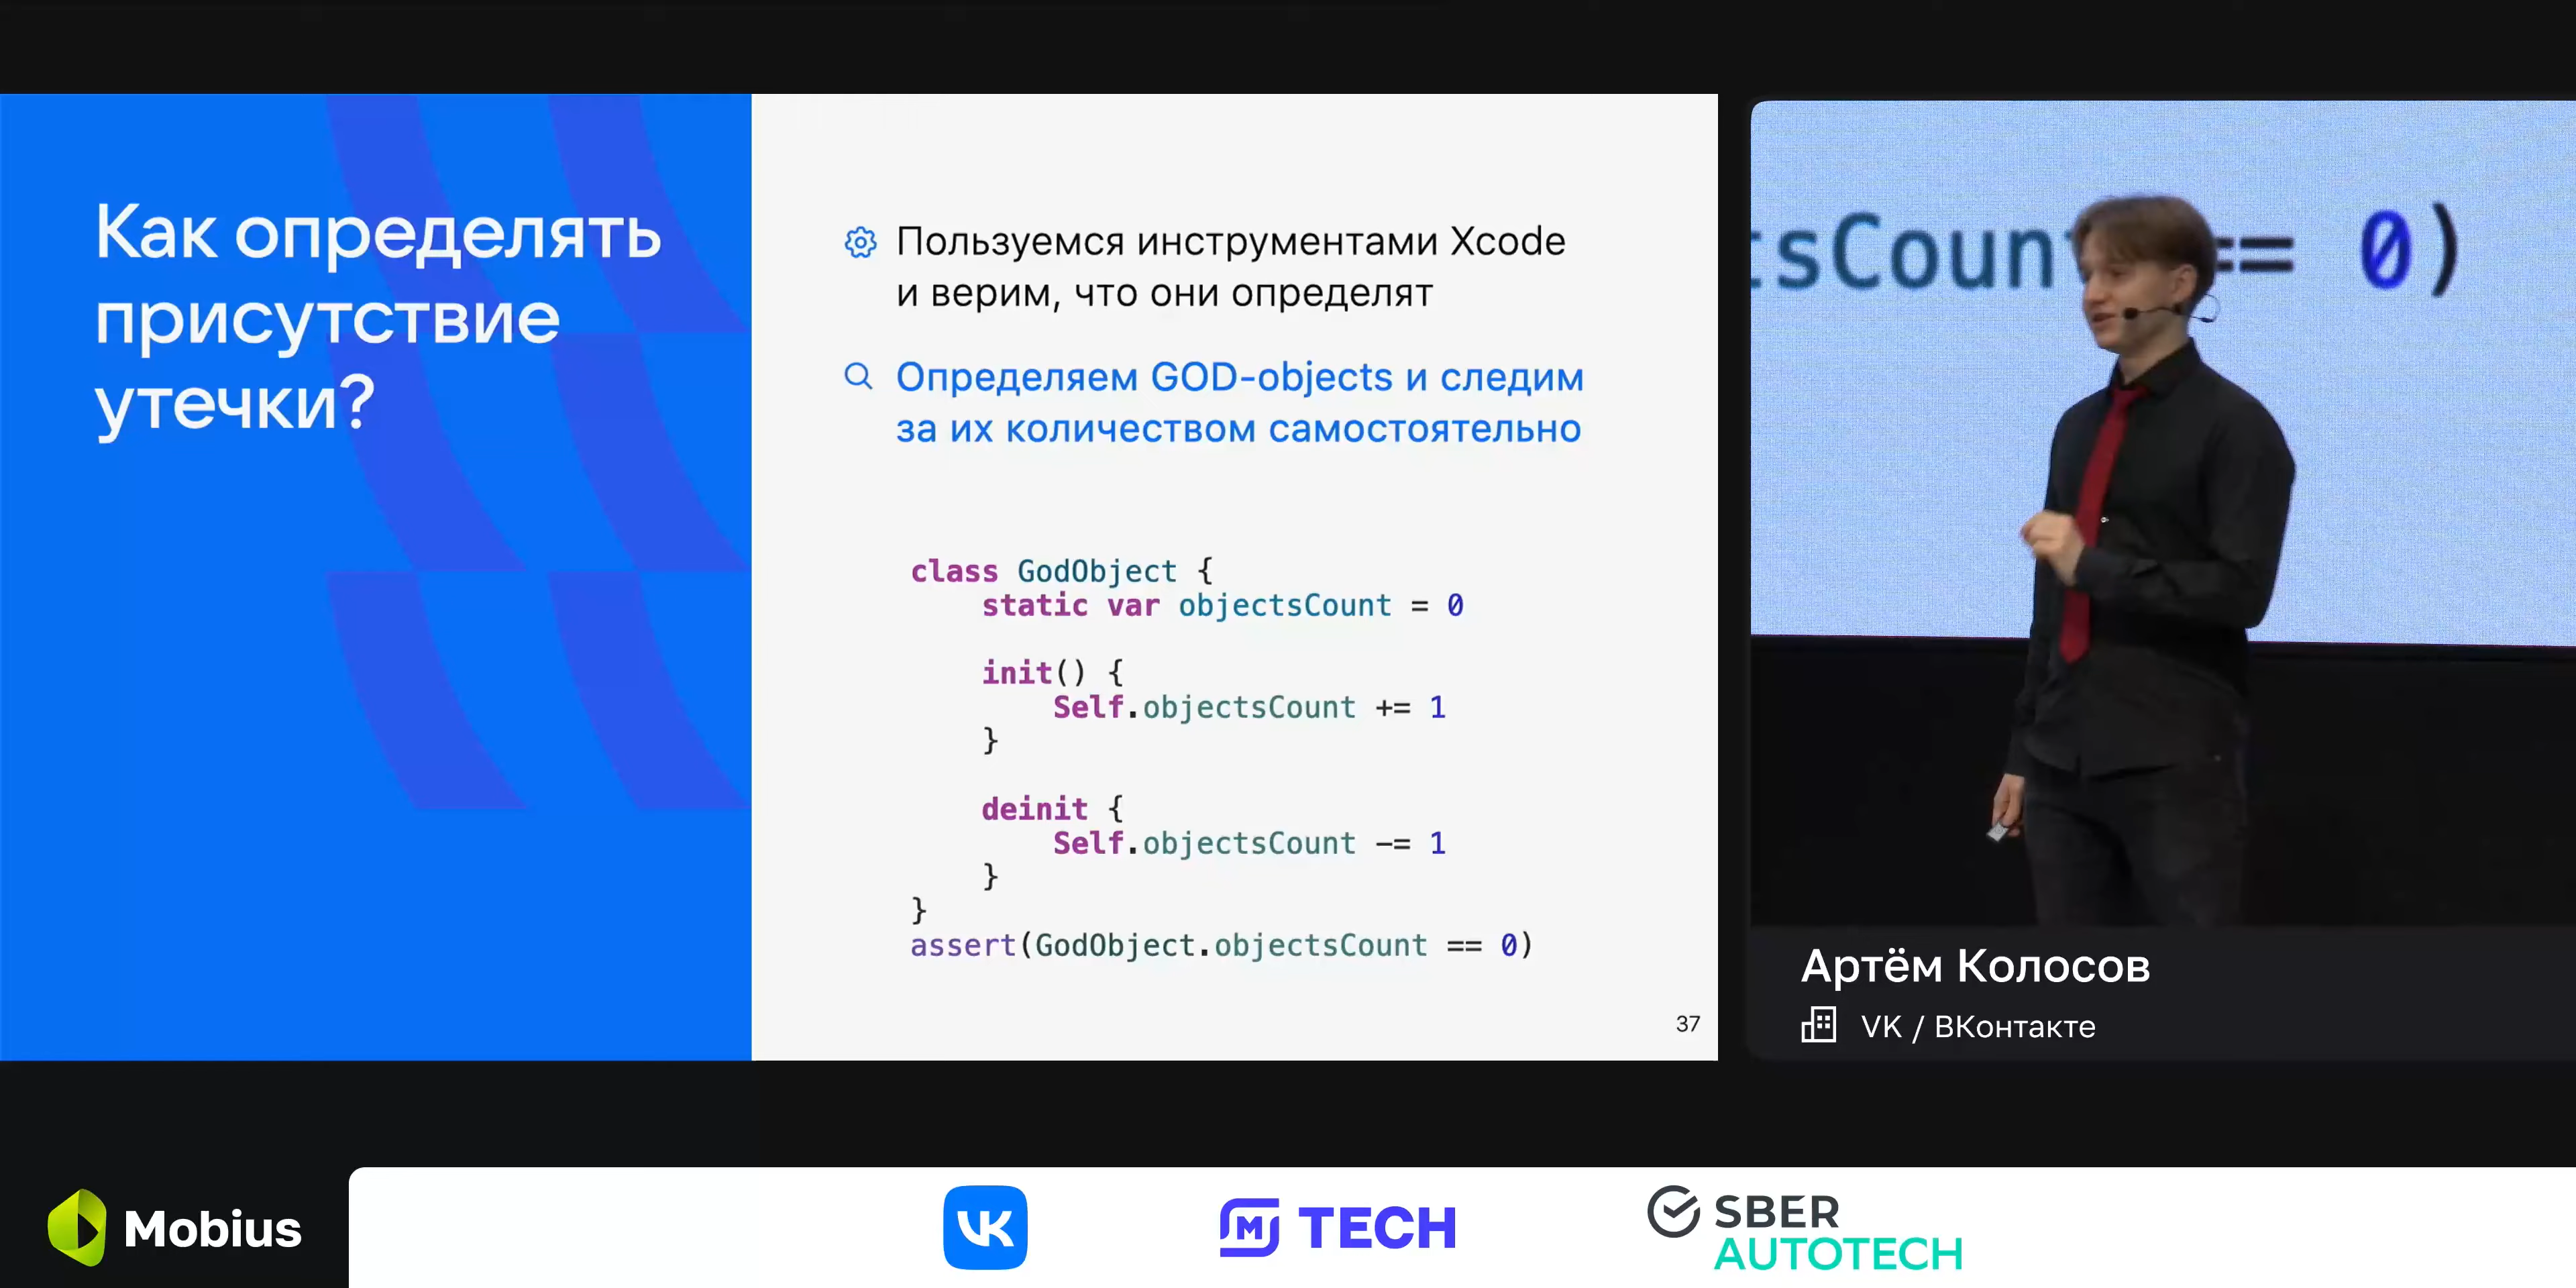 Как определять
присутствие
утечки?
Пользуемся инструментами Xcode
и верим, что они определят
Определяем GOD-objects и следим
за их количеством самостоятельно
class GodObject {
static var objectsCount = 0
init() {
Self.objectsCount += 1
}
deinit {
Self.objectsCount -= 1
}
}
assert(GodObject.objectsCount == 0)
37
tsCount == 0)
Артём Колосов
VK / ВКонтакте
Mobius
VK
M TECH
SBER
AUTOTECH